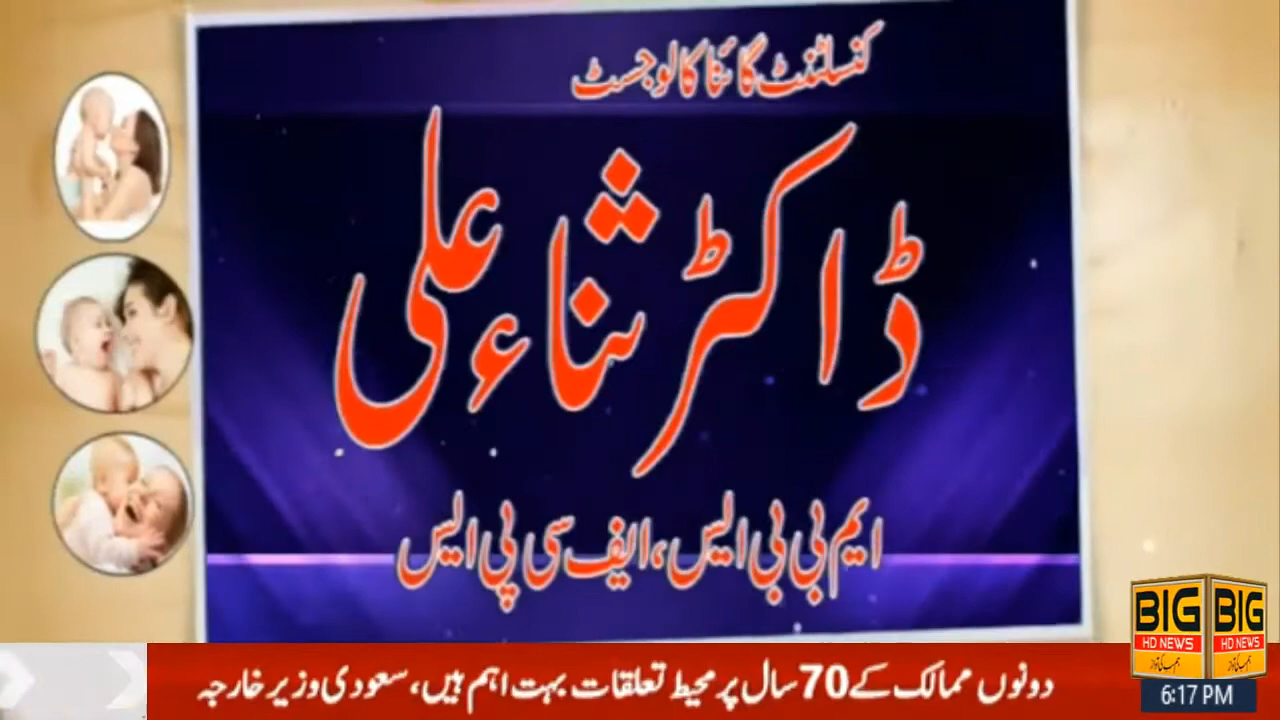 کنسلٹنٹ گائناکالوجسٹ
ڈاکٹر ثناء علی
ایم بی بی ایس، ایف سی پی ایس
دونوں ممالک کے 70 سال پر محیط تعلقات بہت اہم ہیں، سعودی وزیر خارجہ
BIG BIG
HD NEWS HD NEWS
6:17 PM